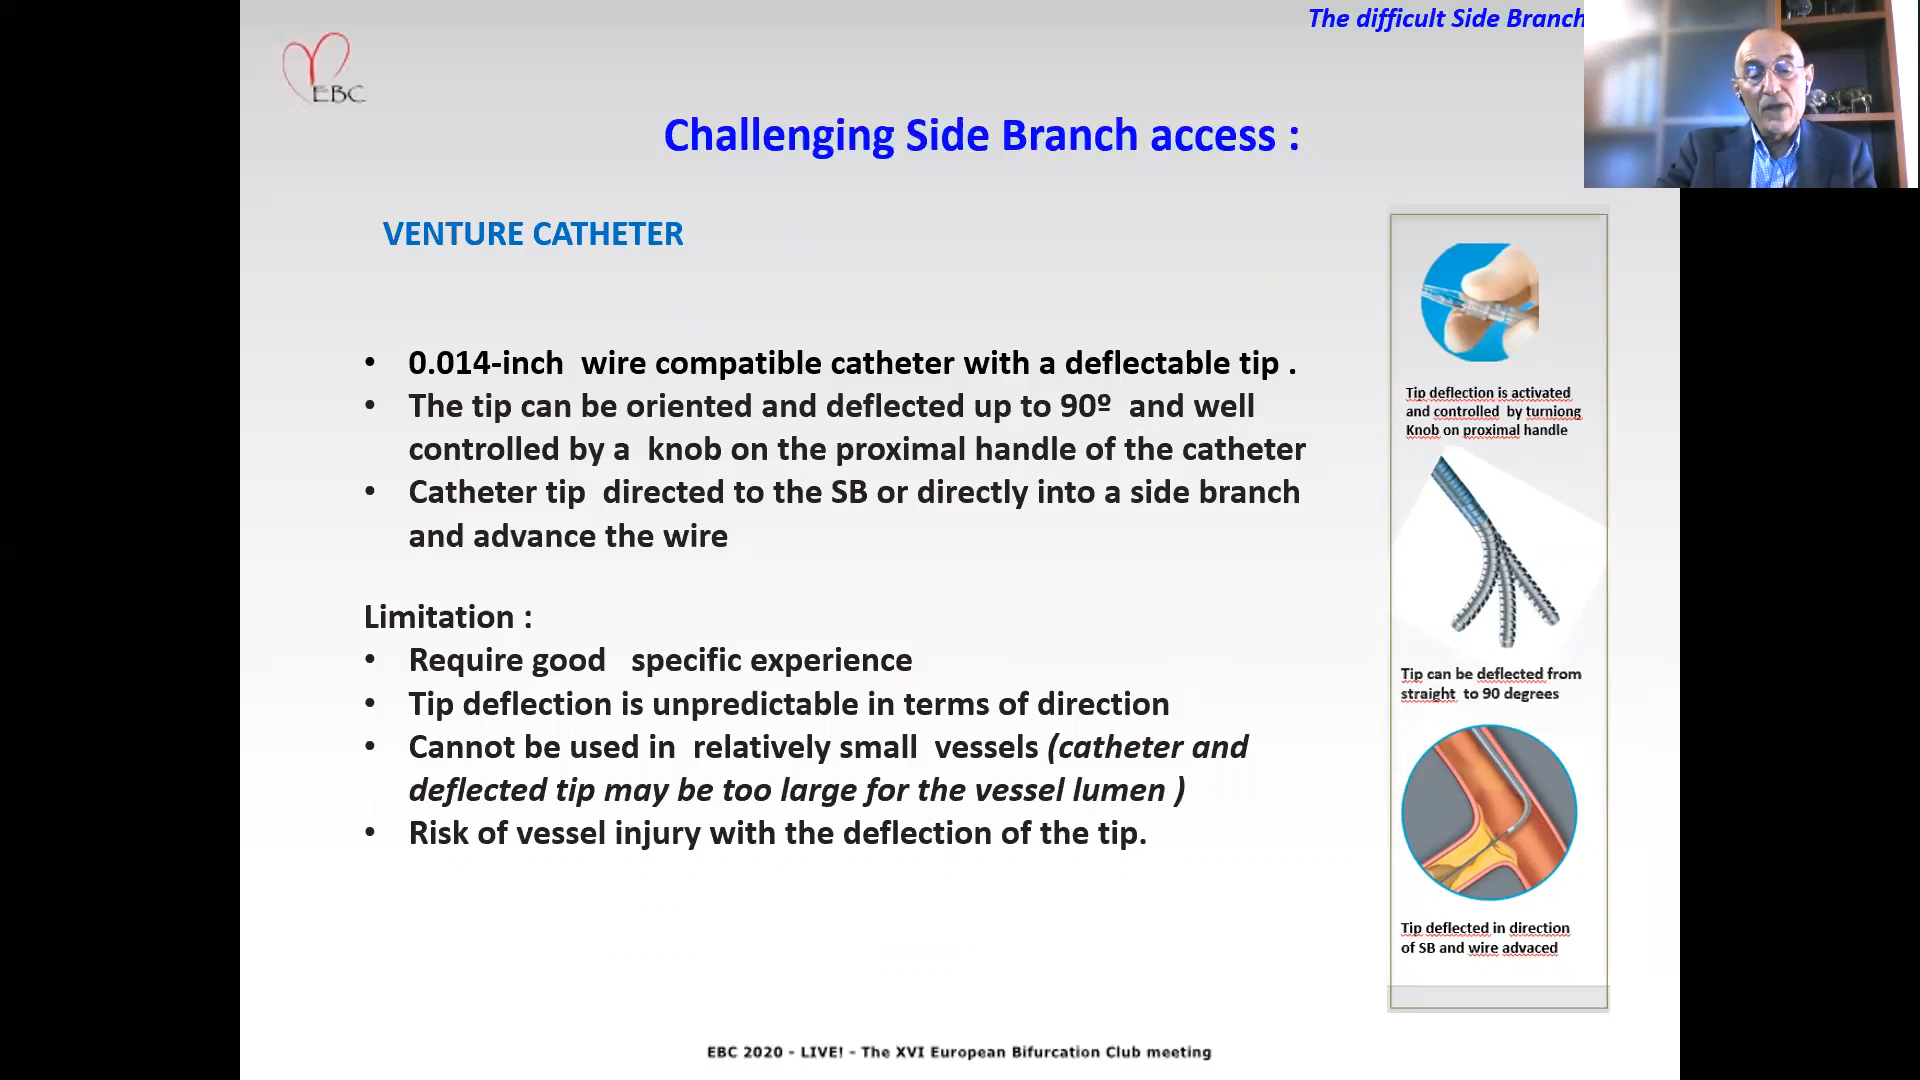 The difficult Side Branch
EBC
Challenging Side Branch access :
VENTURE CATHETER
• 0.014-inch wire compatible catheter with a deflectable tip .
• The tip can be oriented and deflected up to 90º and well
controlled by a knob on the proximal handle of the catheter
• Catheter tip directed to the SB or directly into a side branch
and advance the wire
Limitation :
• Require good specific experience
• Tip deflection is unpredictable in terms of direction
• Cannot be used in relatively small vessels (catheter and
deflected tip may be too large for the vessel lumen )
• Risk of vessel injury with the deflection of the tip.
Tip deflection is activated
and controlled by turniong
Knob on proximal handle
Tip can be deflected from
straight to 90 degrees
Tip deflected in direction
of SB and wire advaced
EBC 2020 - LIVE! - The XVI European Bifurcation Club meeting